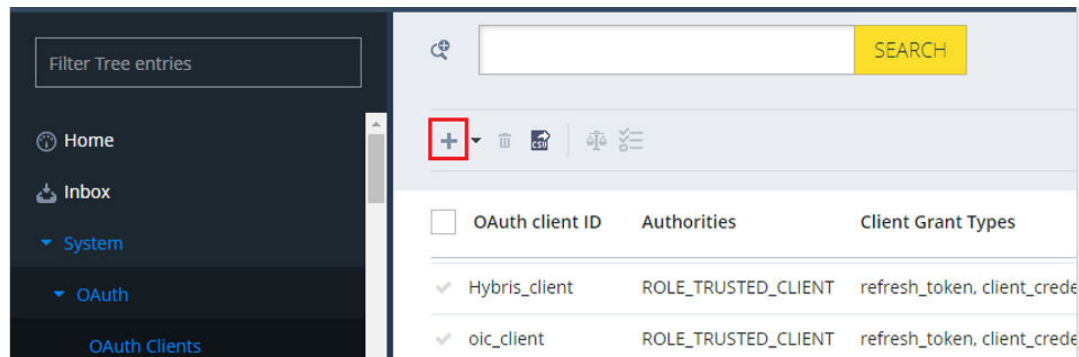 Filter Tree entries
SEARCH
Home
Inbox
System
OAuth
OAuth Clients
CSV
OAuth client ID Authorities Client Grant Types
Hybris_client ROLE_TRUSTED_CLIENT refresh_token, client_crede
oic_client ROLE_TRUSTED_CLIENT refresh_token, client_crede